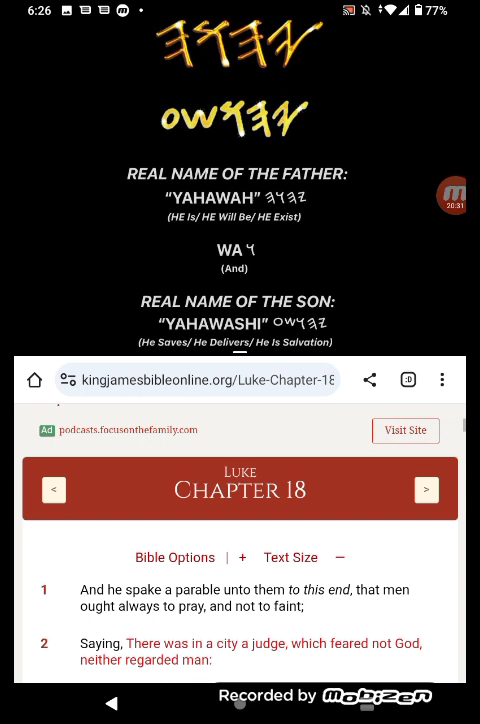 6:26 77%
𐤉𐤄𐤅𐤄
𐤉𐤄𐤅𐤔𐤏
REAL NAME OF THE FATHER:
“YAHAWAH” 𐤉𐤄𐤅𐤄
(HE Is/ HE Will Be/ HE Exist)
20:31
WA 𐤅
(And)
REAL NAME OF THE SON:
“YAHAWASHI” 𐤉𐤄𐤅𐤔𐤏
(He Saves/ He Delivers/ He Is Salvation)
kingjamesbibleonline.org/Luke-Chapter-18 :D
Ad podcasts.focusonthefamily.com Visit Site
LUKE
< CHAPTER 18 >
Bible Options | + Text Size −
1 And he spake a parable unto them to this end, that men
ought always to pray, and not to faint;
2 Saying, There was in a city a judge, which feared not God,
neither regarded man:
Recorded by Mobizen